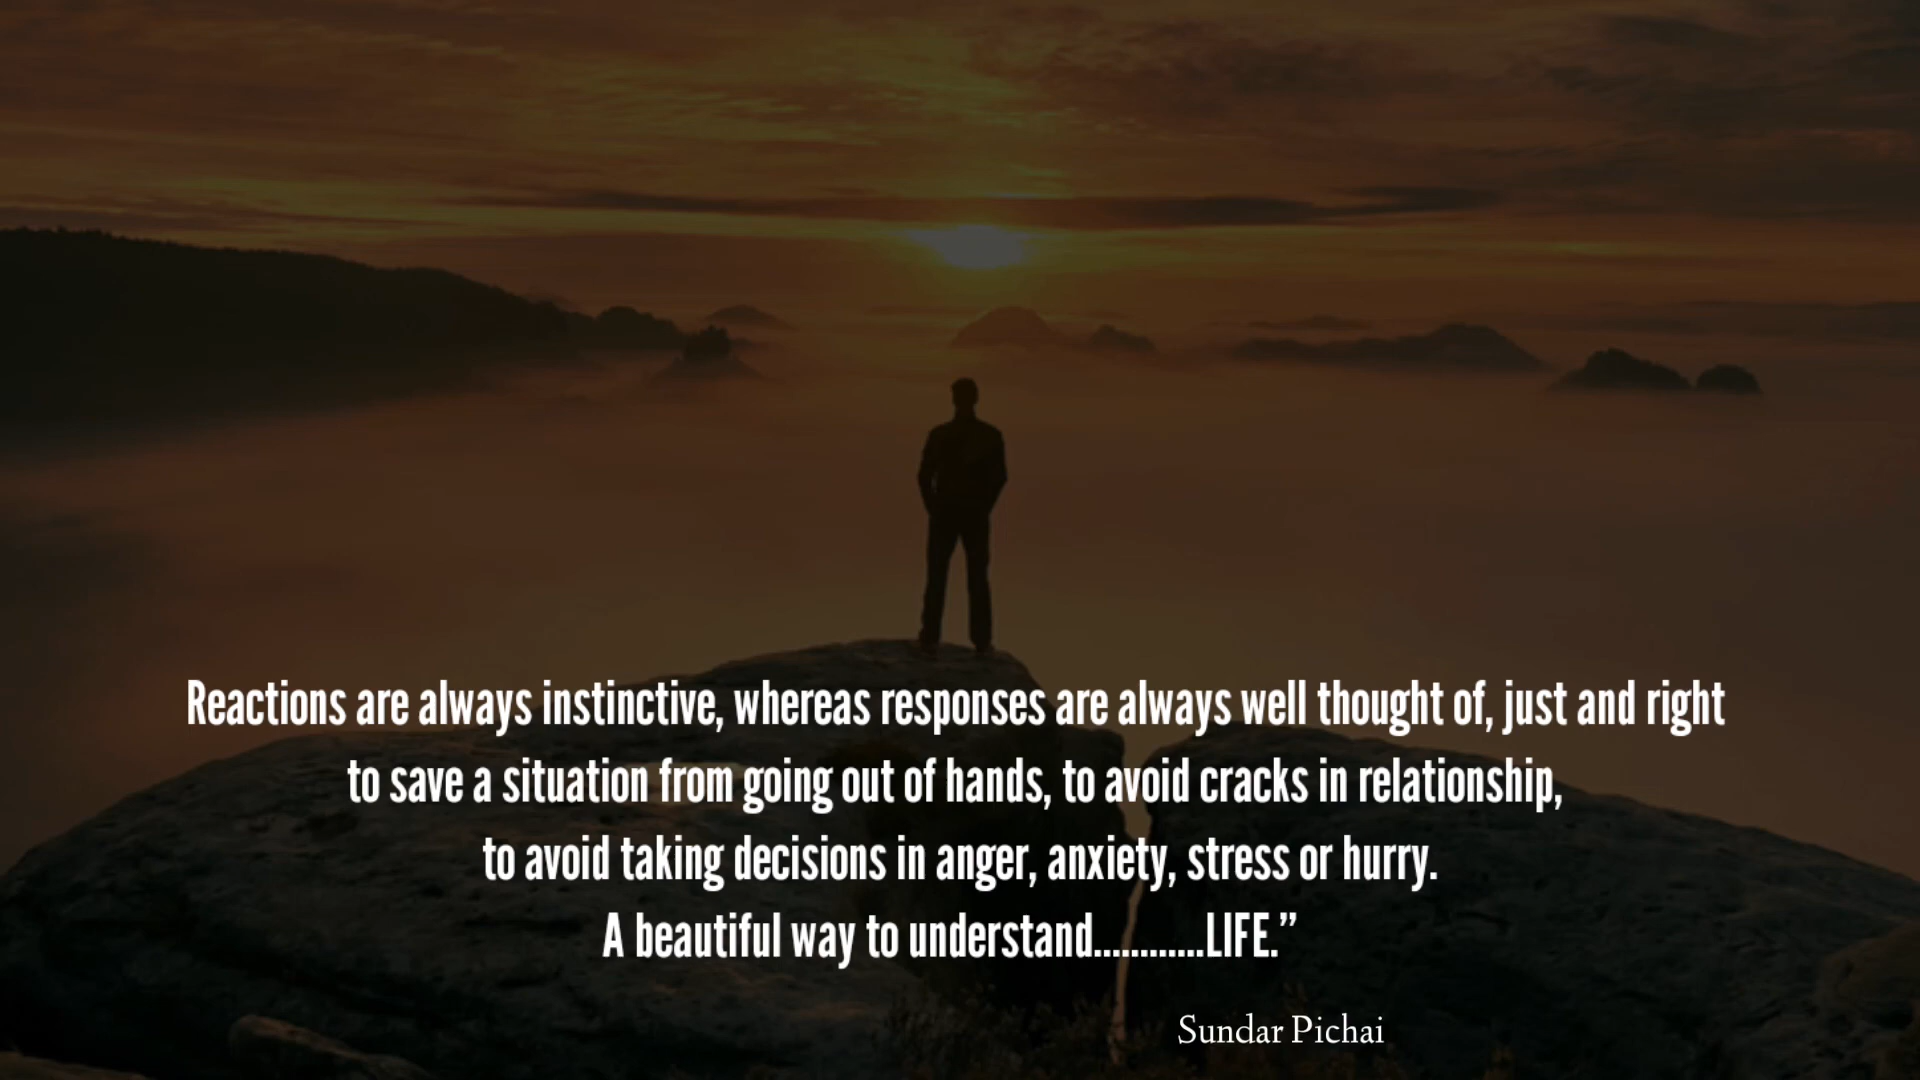 Reactions are always instinctive, whereas responses are always well thought of, just and right
to save a situation from going out of hands, to avoid cracks in relationship,
to avoid taking decisions in anger, anxiety, stress or hurry.
A beautiful way to understand............LIFE.”
Sundar Pichai